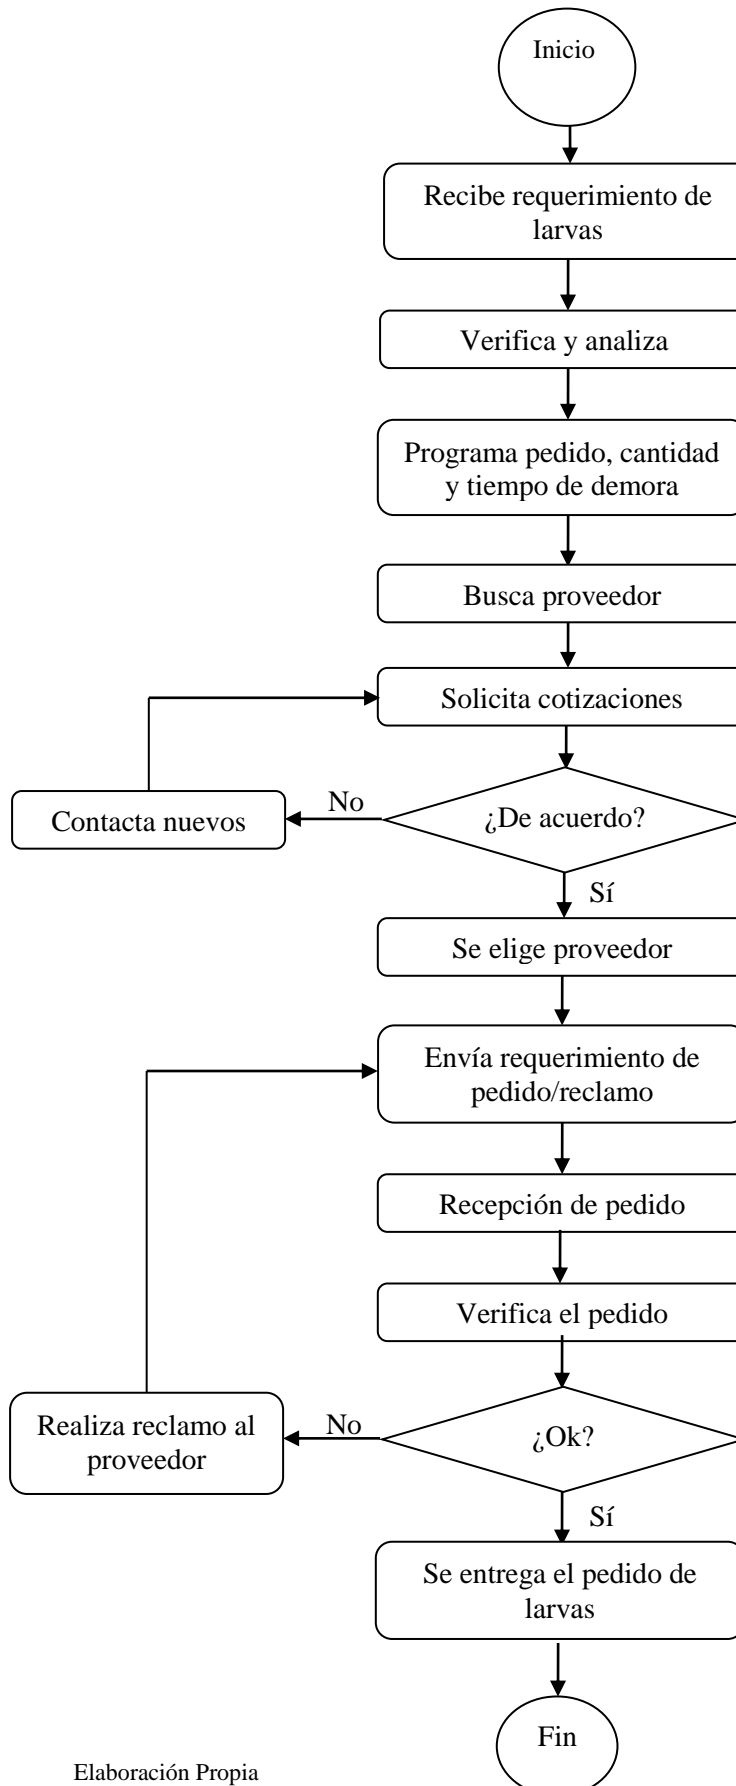 Inicio
Recibe requerimiento de
larvas
Verifica y analiza
Programa pedido, cantidad
y tiempo de demora
Busca proveedor
Solicita cotizaciones
¿De acuerdo?
No
Contacta nuevos
Sí
Se elige proveedor
Envía requerimiento de
pedido/reclamo
Recepción de pedido
Verifica el pedido
¿Ok?
No
Realiza reclamo al
proveedor
Sí
Se entrega el pedido de
larvas
Fin
Elaboración Propia